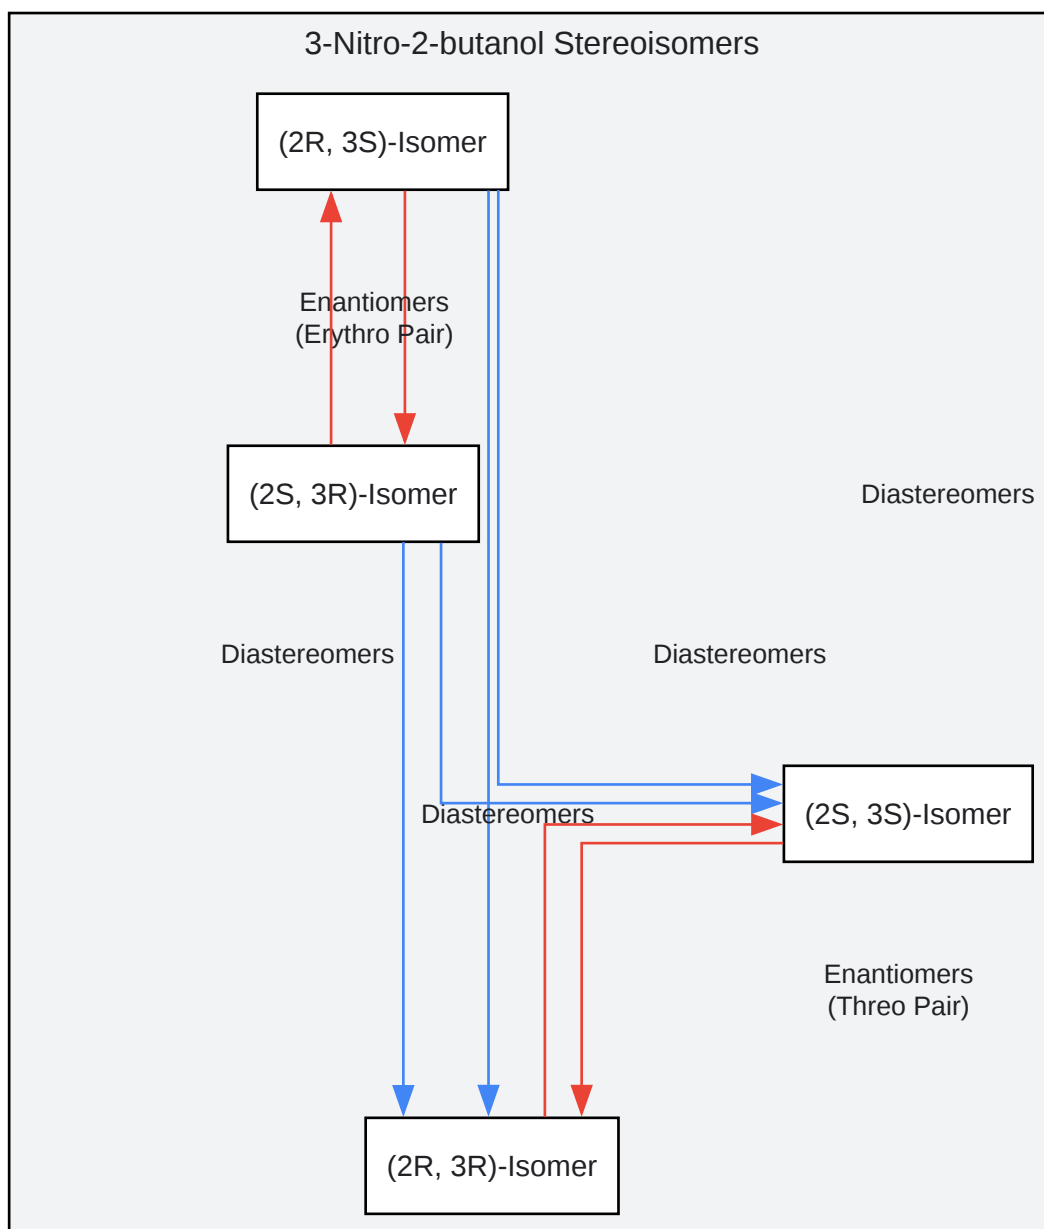 3-Nitro-2-butanol Stereoisomers
(2R, 3S)-Isomer
Enantiomers
(Erythro Pair)
(2S, 3R)-Isomer
Diastereomers
Diastereomers
Diastereomers
Diastereomers
(2S, 3S)-Isomer
Enantiomers
(Threo Pair)
(2R, 3R)-Isomer